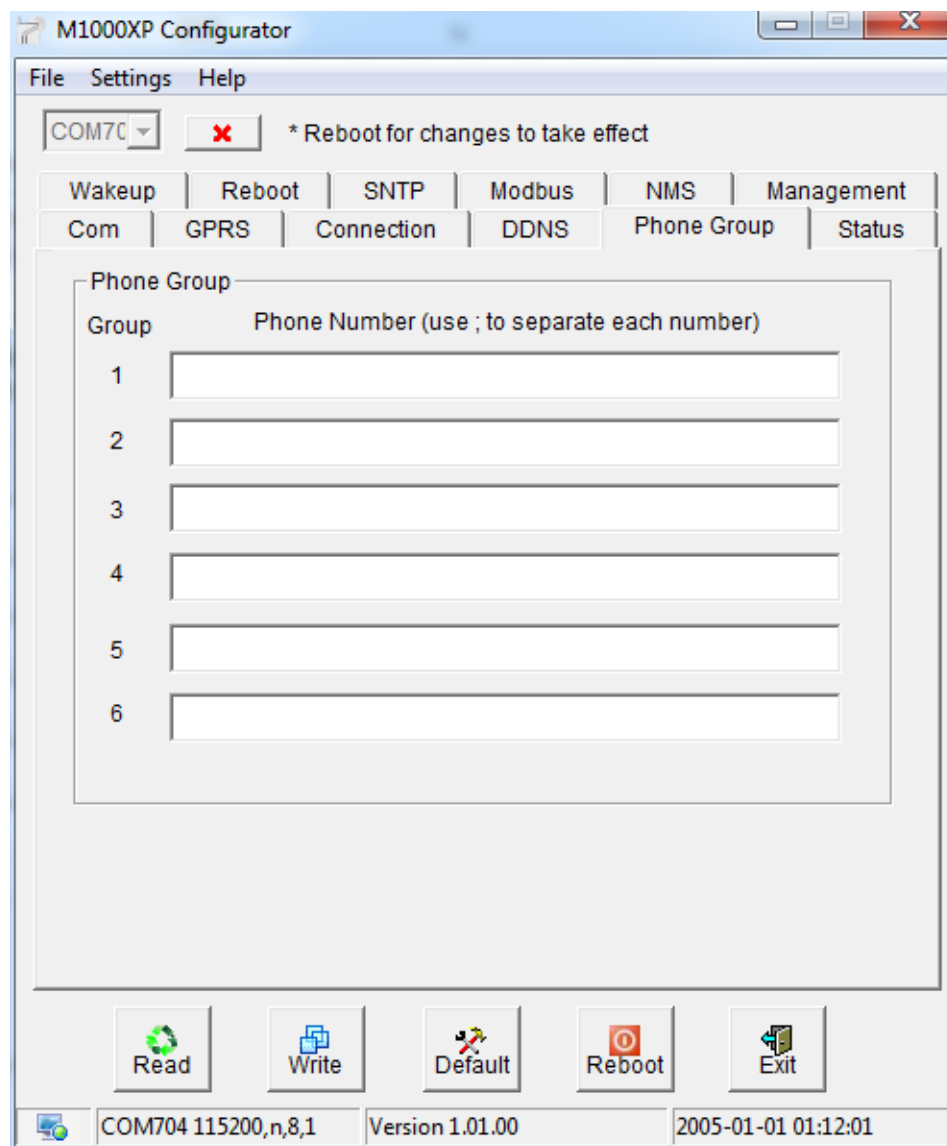 M1000XP Configurator
File Settings Help
COM70 * Reboot for changes to take effect
Wakeup Reboot SNTP Modbus NMS Management
Com GPRS Connection DDNS Phone Group Status
Phone Group
Group Phone Number (use ; to separate each number)
1
2
3
4
5
6
Read Write Default Reboot Exit
COM704 115200,n,8,1 Version 1.01.00 2005-01-01 01:12:01